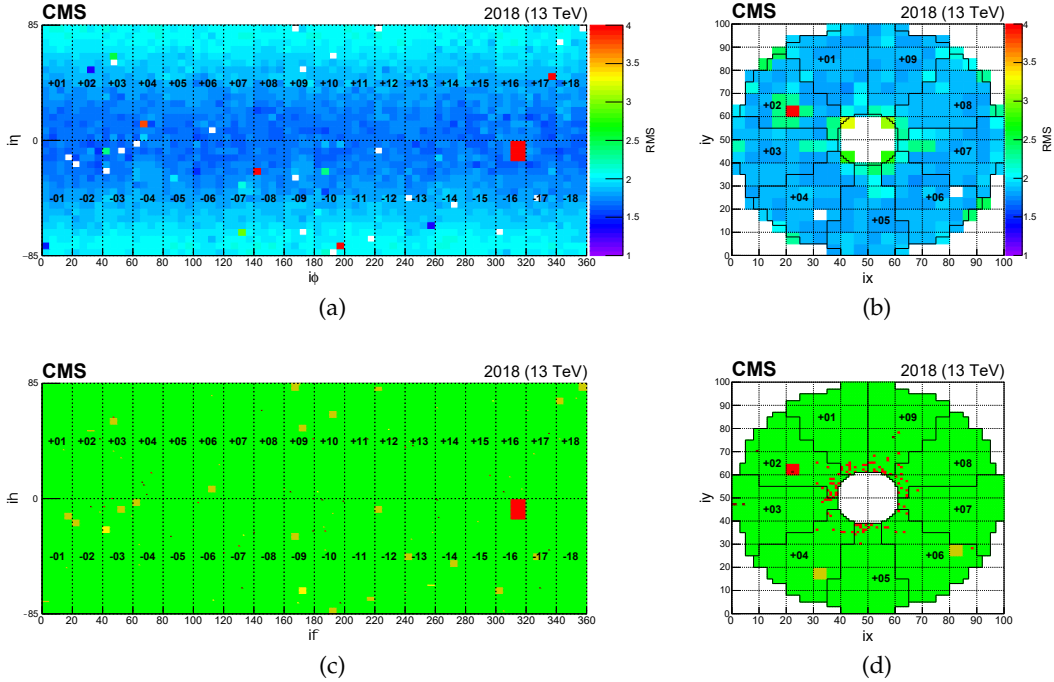 CMS 2018 (13 TeV)
85 0 −85
iη
+01 +02 +03 +04 +05 +06 +07 +08 +09 +10 +11 +12 +13 +14 +15 +16 +17 +18
-01 -02 -03 -04 -05 -06 -07 -08 -09 -10 -11 -12 -13 -14 -15 -16 -17 -18
0 20 40 60 80 100 120 140 160 180 200 220 240 260 280 300 320 340 360
iϕ
4 3.5 3 2.5 2 1.5 1
RMS
(a)
CMS 2018 (13 TeV)
100 90 80 70 60 50 40 30 20 10 0
iy
+01 +09
+02 +08
+03 +07
+04 +06
+05
0 10 20 30 40 50 60 70 80 90 100
ix
4 3.5 3 2.5 2 1.5 1
RMS
(b)
CMS 2018 (13 TeV)
85 0 -85
ih
+01 +02 +03 +04 +05 +06 +07 +08 +09 +10 +11 +12 +13 +14 +15 +16 +17 +18
-01 -02 -03 -04 -05 -06 -07 -08 -09 -10 -11 -12 -13 -14 -15 -16 -17 -18
0 20 40 60 80 100 120 140 160 180 200 220 240 260 280 300 320 340 360
(c)
CMS 2018 (13 TeV)
100 90 80 70 60 50 40 30 20 10 0
iy
+01 +09
+02 +08
+03 +07
+04 +06
+05
0 10 20 30 40 50 60 70 80 90 100
ix
(d)